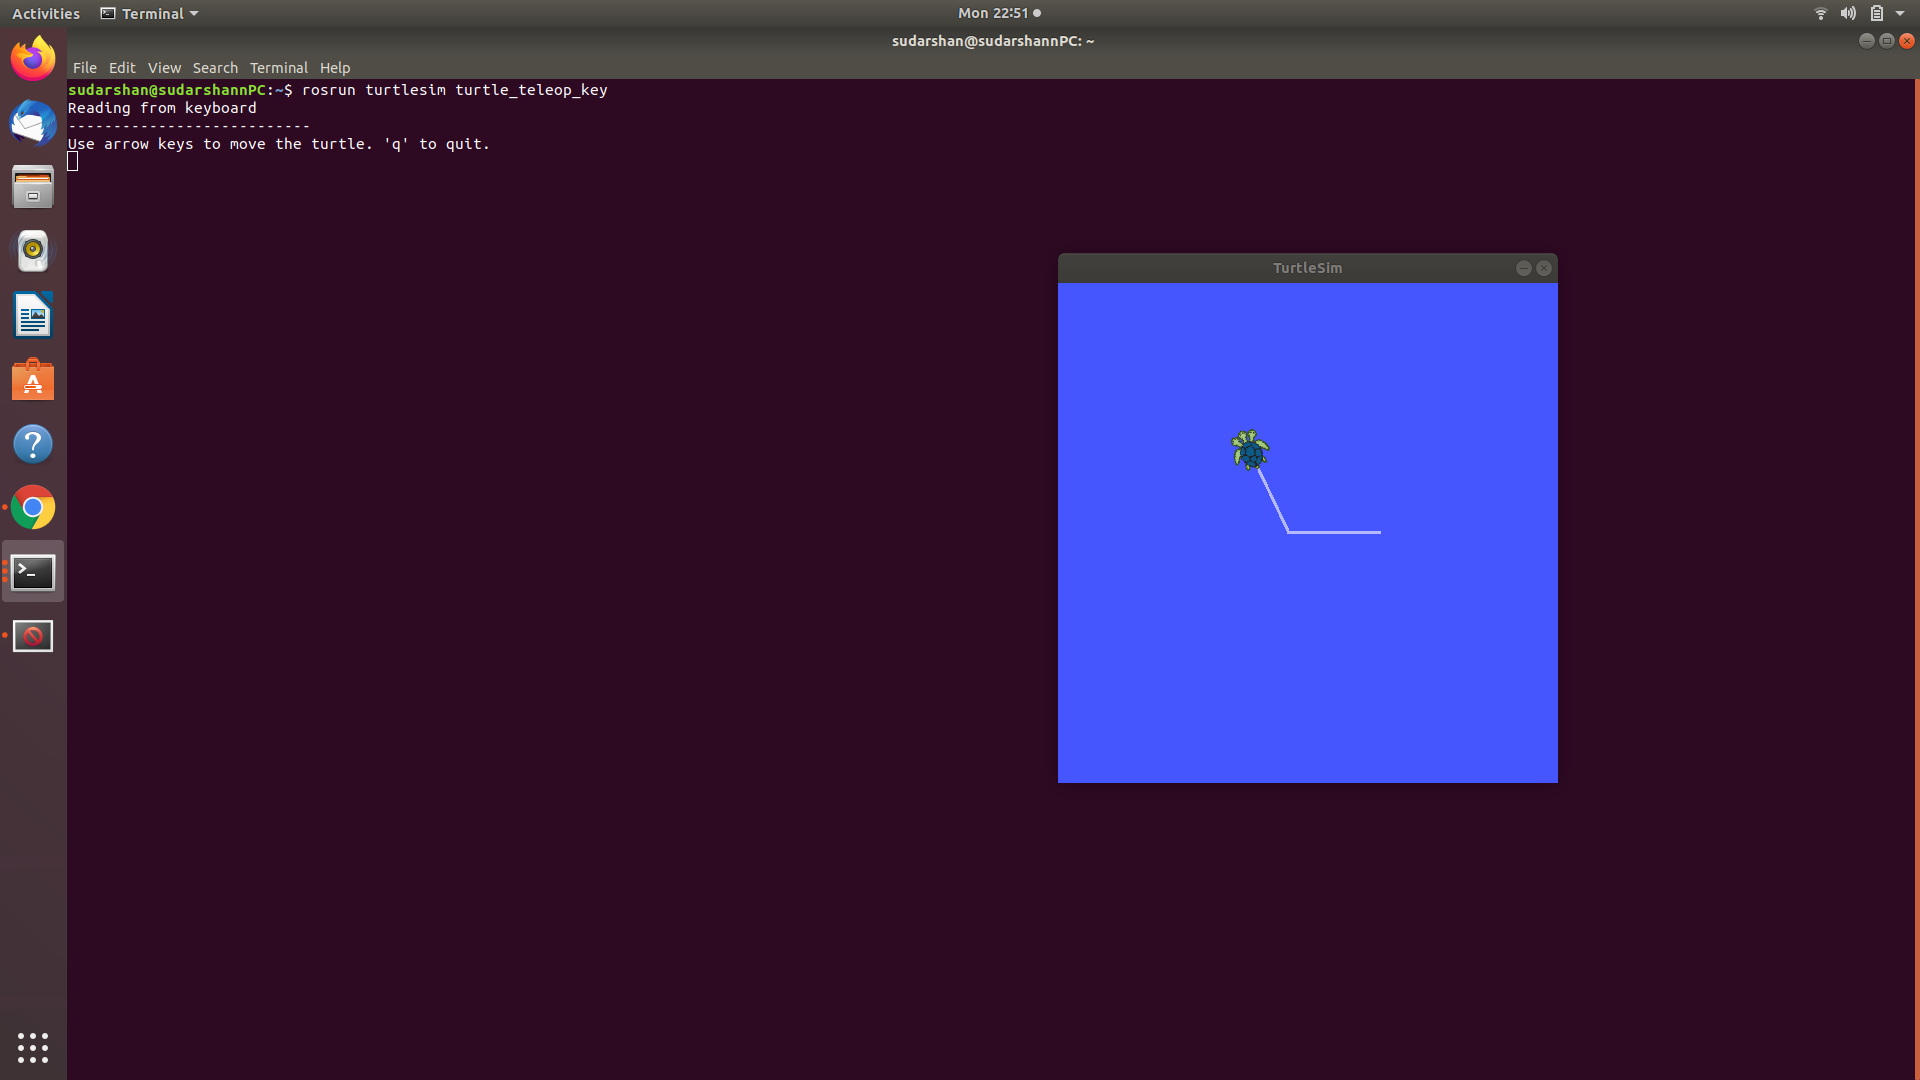 Activities Terminal Mon 22:51
sudarshan@sudarshannPC: ~
File Edit View Search Terminal Help
sudarshan@sudarshannPC:~$ rosrun turtlesim turtle_teleop_key
Reading from keyboard
---------------------------
Use arrow keys to move the turtle. 'q' to quit.
TurtleSim